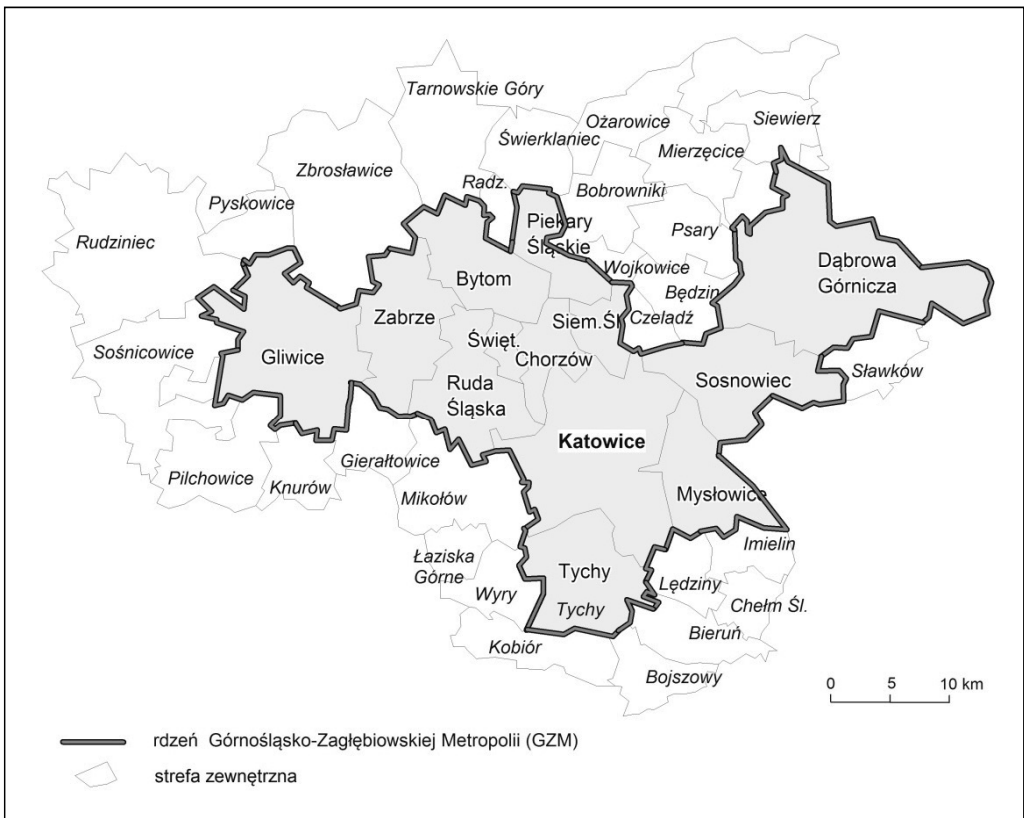 Tarnowskie Góry
Ożarowice
Siewierz
Świerklaniec
Mierzęcice
Zbrosławice
Radz.
Bobrowniki
Pyskowice
Piekary
Śląskie
Psary
Rudziniec
Dąbrowa
Górnicza
Wojkowice
Bytom
Będzin
Zabrze
Siem.Śl
Czeladź
Święt.
Chorzów
Gliwice
Sośnicowice
Sławków
Sosnowiec
Ruda
Śląska
Katowice
Gierałtowice
Pilchowice
Knurów
Mikołów
Mysłowice
Imielin
Łaziska
Górne
Tychy
Lędziny
Wyry
Tychy
Chełm Śl.
Bieruń
Kobiór
Bojszowy
0 5 10 km
rdzeń Górnośląsko-Zagłębiowskiej Metropolii (GZM)
strefa zewnętrzna